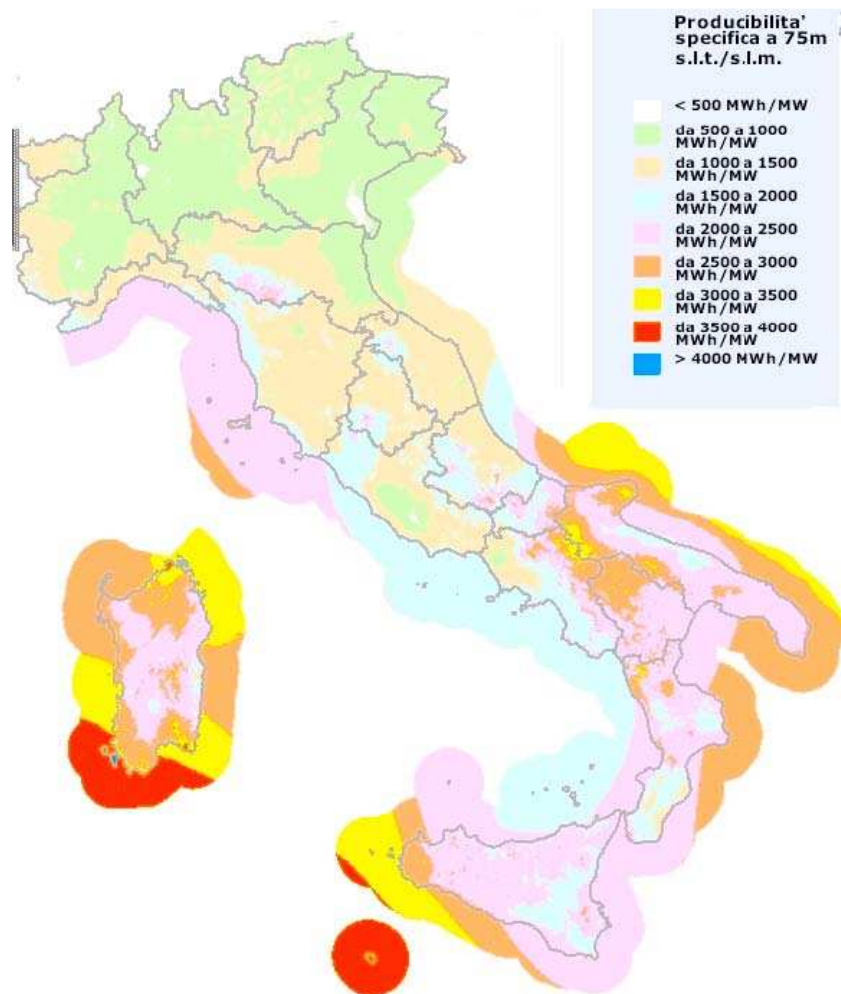 Producibilita'
specifica a 75m
s.l.t./s.l.m.
< 500 MWh/MW
da 500 a 1000
MWh/MW
da 1000 a 1500
MWh/MW
da 1500 a 2000
MWh/MW
da 2000 a 2500
MWh/MW
da 2500 a 3000
MWh/MW
da 3000 a 3500
MWh/MW
da 3500 a 4000
MWh/MW
> 4000 MWh/MW